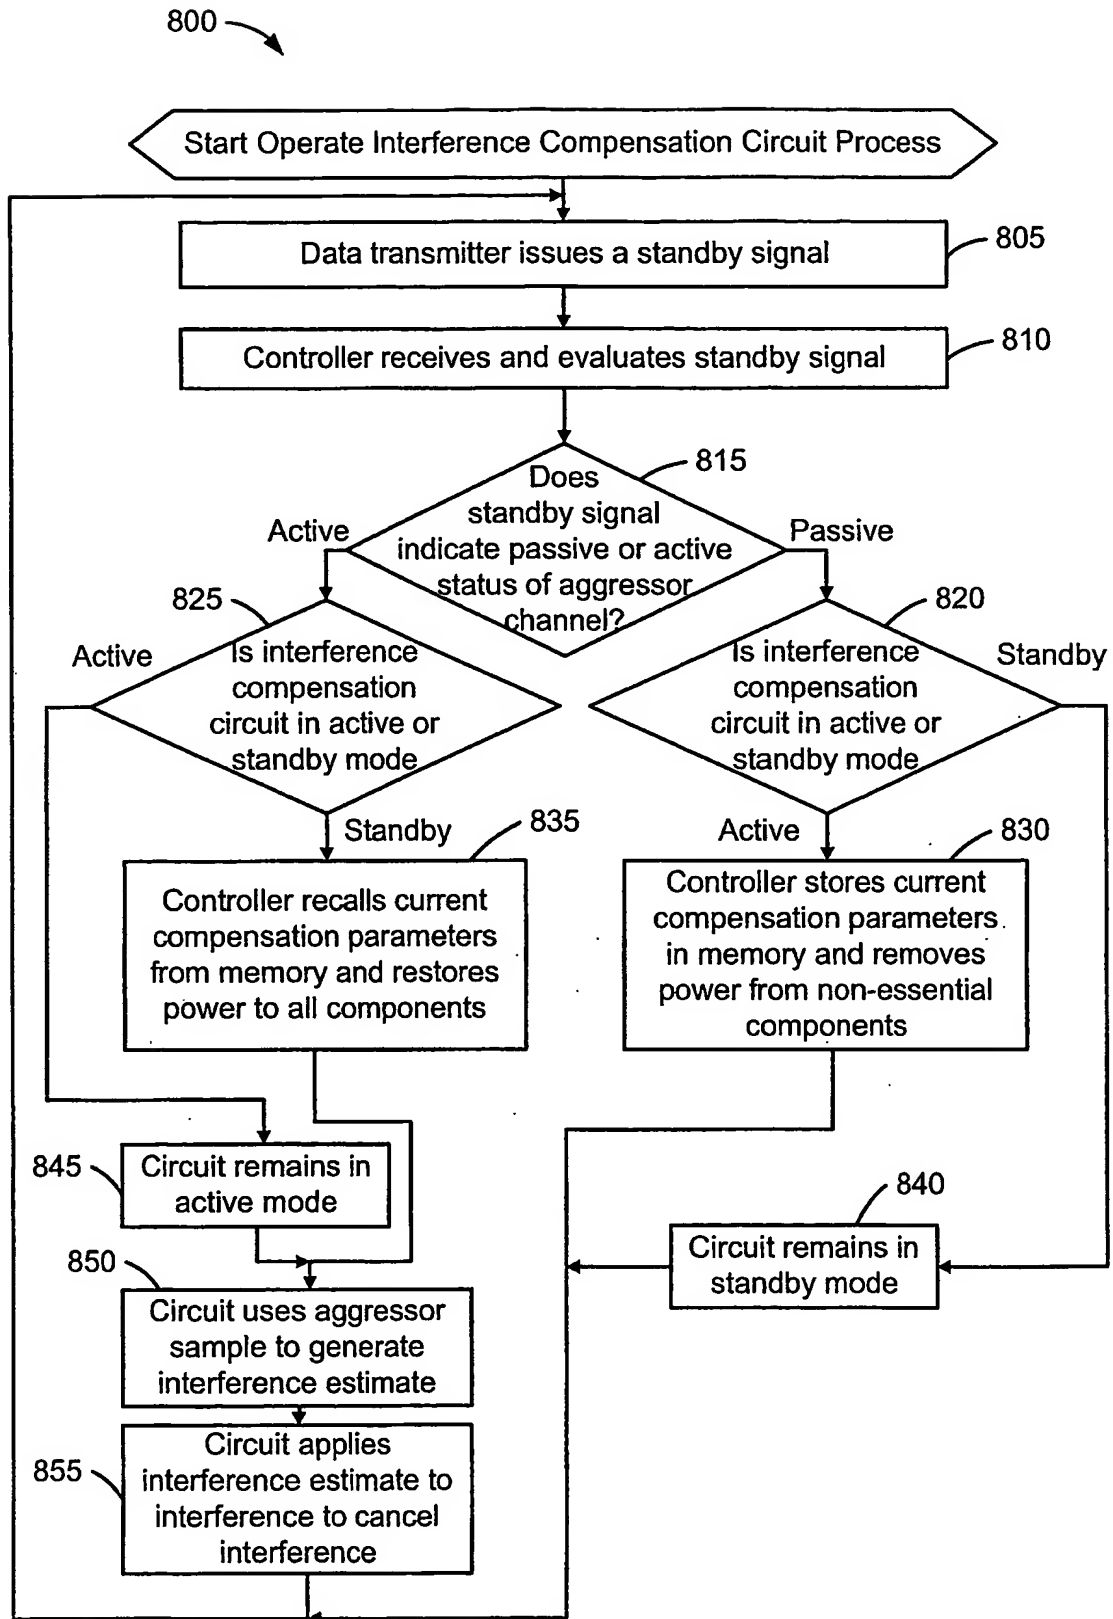 800
Start Operate Interference Compensation Circuit Process
Data transmitter issues a standby signal
805
Controller receives and evaluates standby signal
810
815
Does
standby signal
indicate passive or active
status of aggressor
channel?
Active
Passive
825
Is interference
compensation
circuit in active or
standby mode
Active
Standby
820
Is interference
compensation
circuit in active or
standby mode
Standby
Active
835
Controller recalls current
compensation parameters
from memory and restores
power to all components
830
Controller stores current
compensation parameters
in memory and removes
power from non-essential
components
845
Circuit remains in
active mode
840
Circuit remains in
standby mode
850
Circuit uses aggressor
sample to generate
interference estimate
855
Circuit applies
interference estimate to
interference to cancel
interference